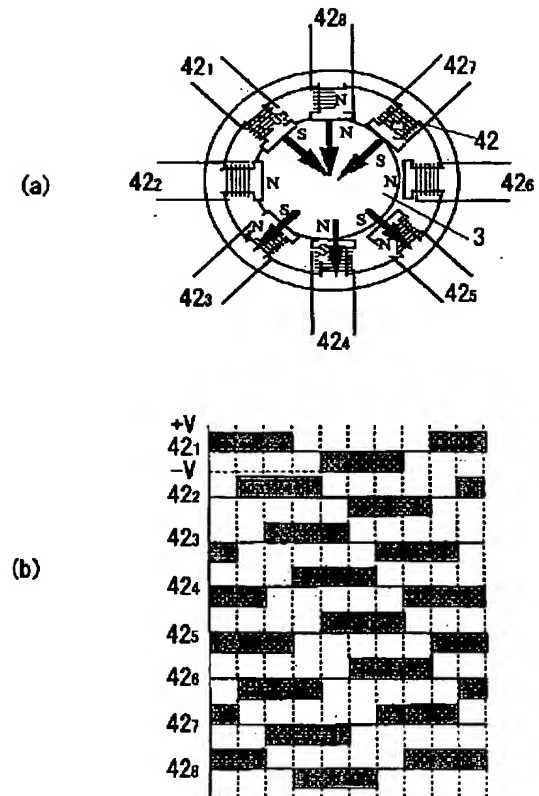 42₈
42₁ 42₇
N
S S
S N S 42
(a) 42₂ N N 42₆
S N S 3
N S N
42₃ 42₅
42₄
+V
42₁
-V
42₂
42₃
(b)
42₄
42₅
42₆
42₇
42₈